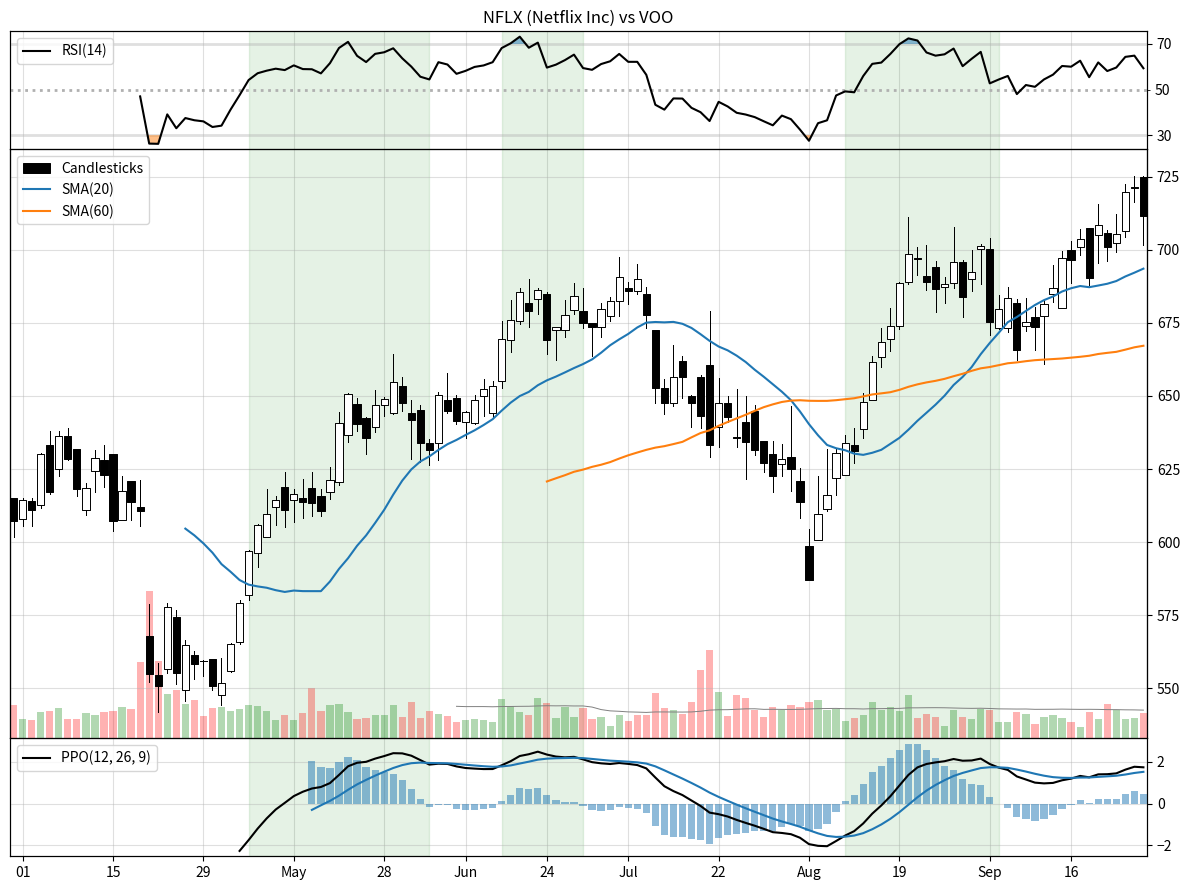 NFLX (Netflix Inc) vs VOO
RSI(14)
70
50
30
Candlesticks
SMA(20)
SMA(60)
725
700
675
650
625
600
575
550
PPO(12, 26, 9)
2
0
−2
01 15 29 May 28 Jun 24 Jul 22 Aug 19 Sep 16